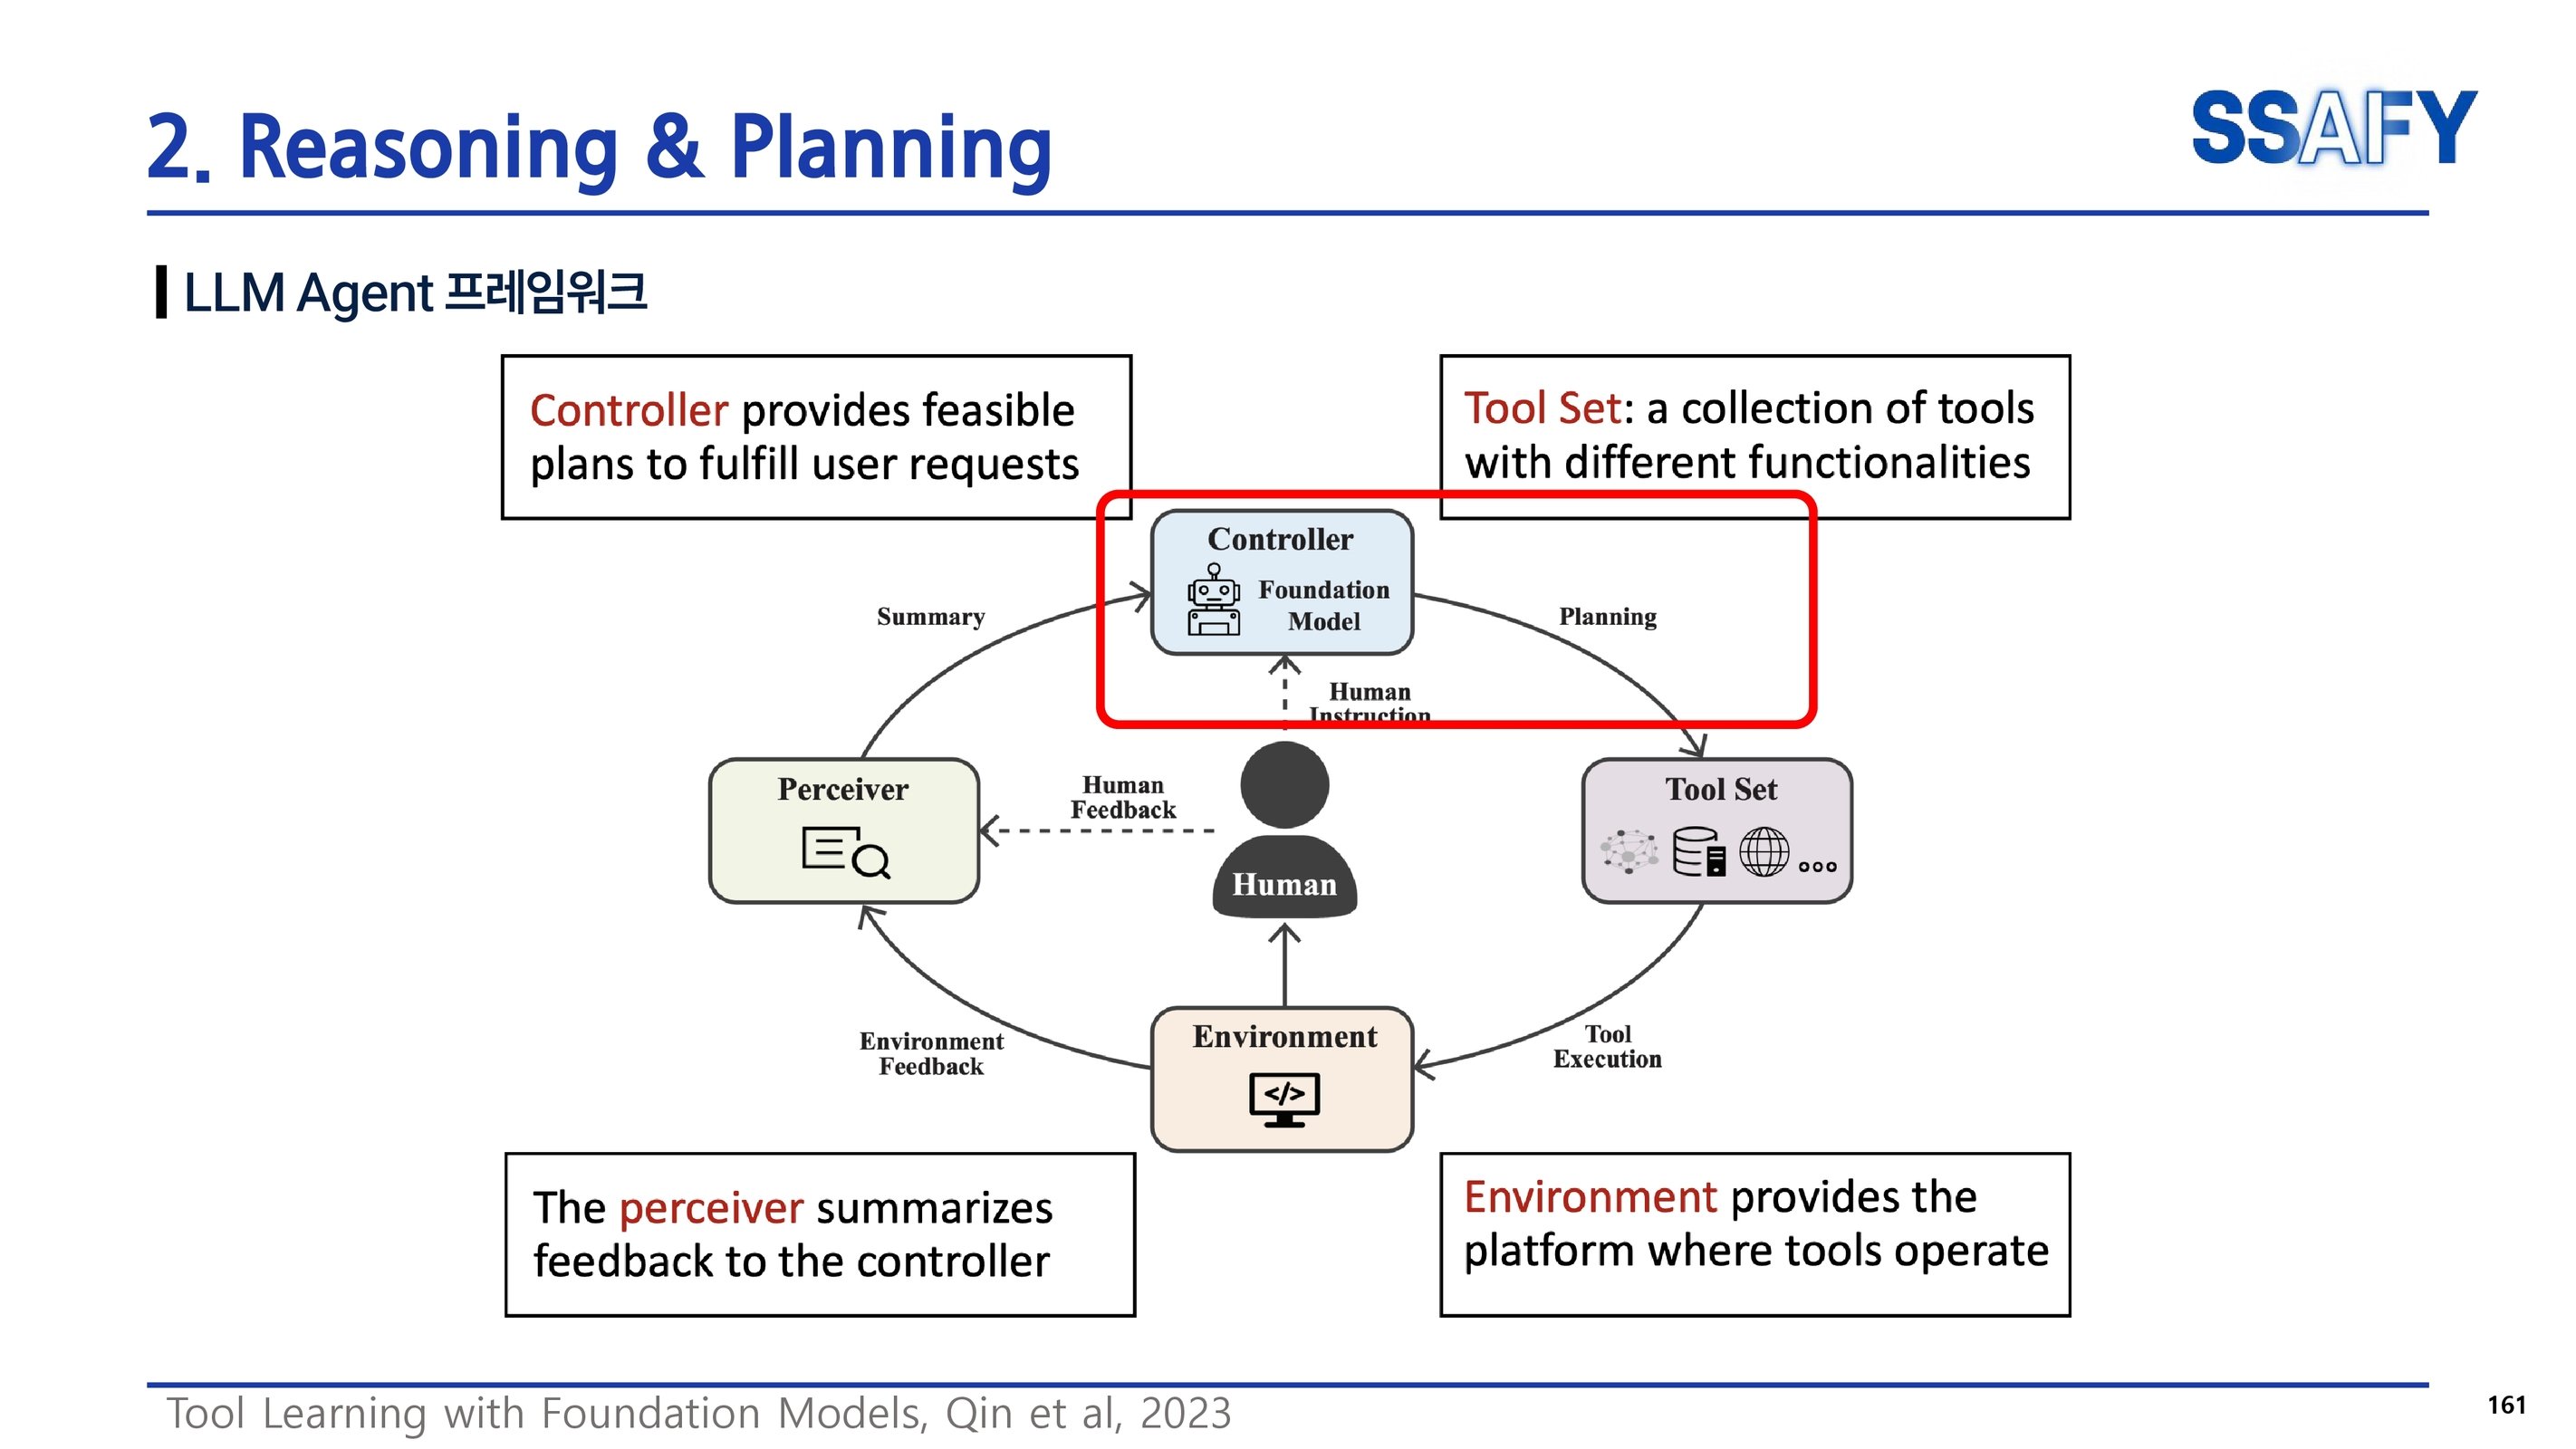 2. Reasoning & Planning
SSAFY
LLM Agent 프레임워크
Controller provides feasible
plans to fulfill user requests
Tool Set: a collection of tools
with different functionalities
Controller
Foundation
Model
Summary
Planning
Human
Instruction
Perceiver
Human
Feedback
Human
Tool Set
Environment
Feedback
Environment
</>
Tool
Execution
The perceiver summarizes
feedback to the controller
Environment provides the
platform where tools operate
Tool Learning with Foundation Models, Qin et al, 2023
161